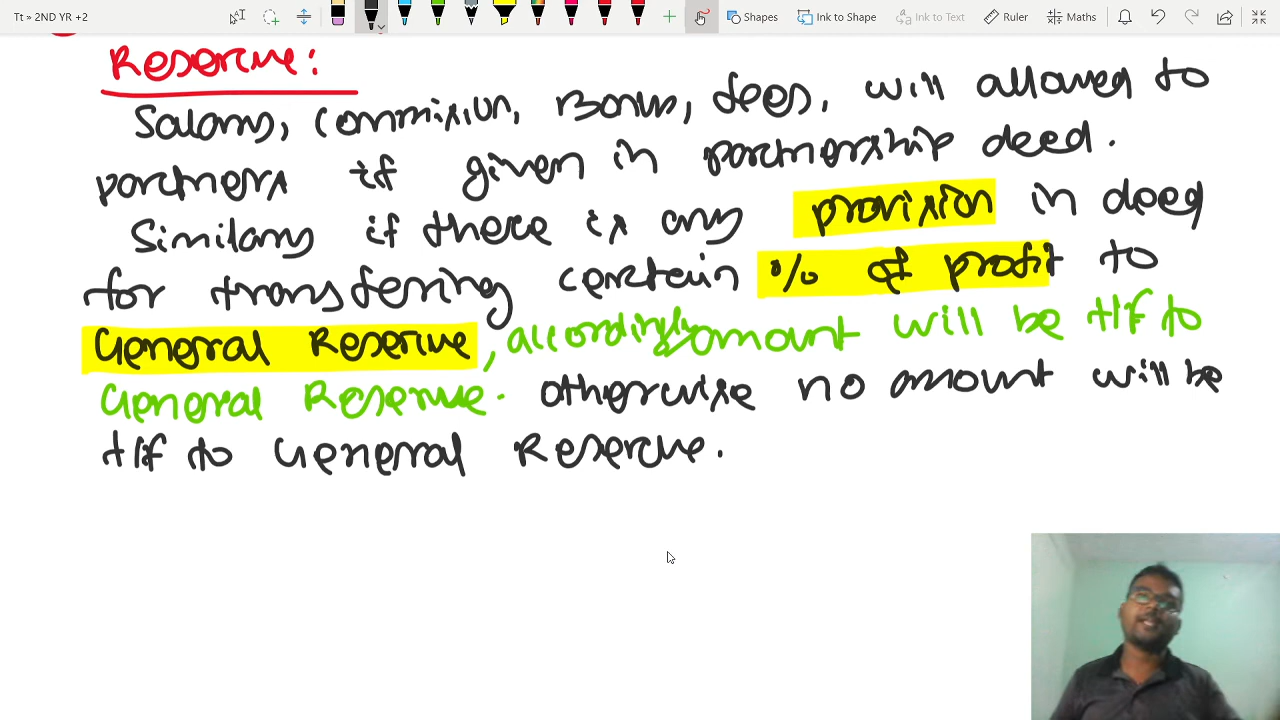 Tt » 2ND YR +2
Shapes Ink to Shape Ink to Text Ruler Maths
Reserve:
Salary, commission, Bonus, fees, will allowed to
partners if given in partnership deed.
Similary if there is any provision in deed
for transfering certain % of profit to
General Reserve, accordingly amount will be t/f to
General Reserve. otherwise no amount will be
t/f to General Reserve.